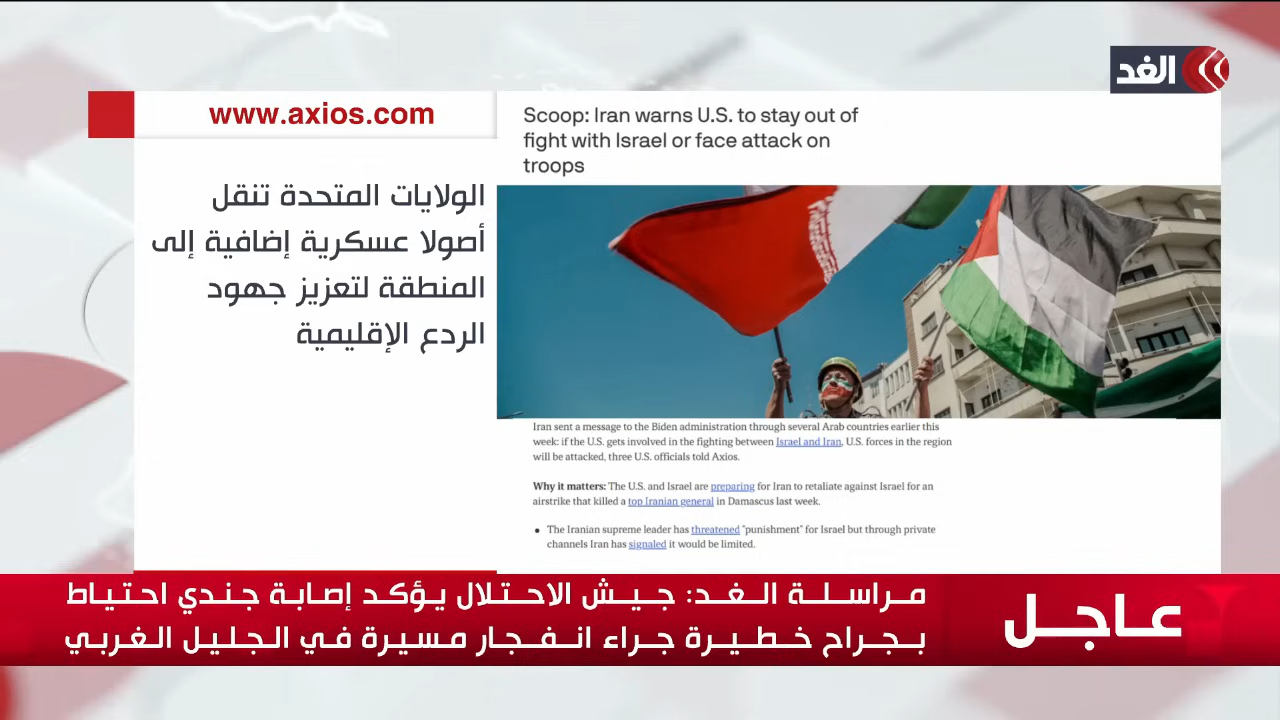 الغد
www.axios.com
Scoop: Iran warns U.S. to stay out of
fight with Israel or face attack on
troops
الولايات المتحدة تنقل
أصولا عسكرية إضافية إلى
المنطقة لتعزيز جهود
الردع الإقليمية
Iran sent a message to the Biden administration through several Arab countries earlier this
week: if the U.S. gets involved in the fighting between Israel and Iran, U.S. forces in the region
will be attacked, three U.S. officials told Axios.
Why it matters: The U.S. and Israel are preparing for Iran to retaliate against Israel for an
airstrike that killed a top Iranian general in Damascus last week.
• The Iranian supreme leader has threatened "punishment" for Israel but through private
channels Iran has signaled it would be limited.
عاجل
مراسلة الغد: جيش الاحتلال يؤكد إصابة جندي احتياط
بجراح خطيرة جراء انفجار مسيرة في الجليل الغربي